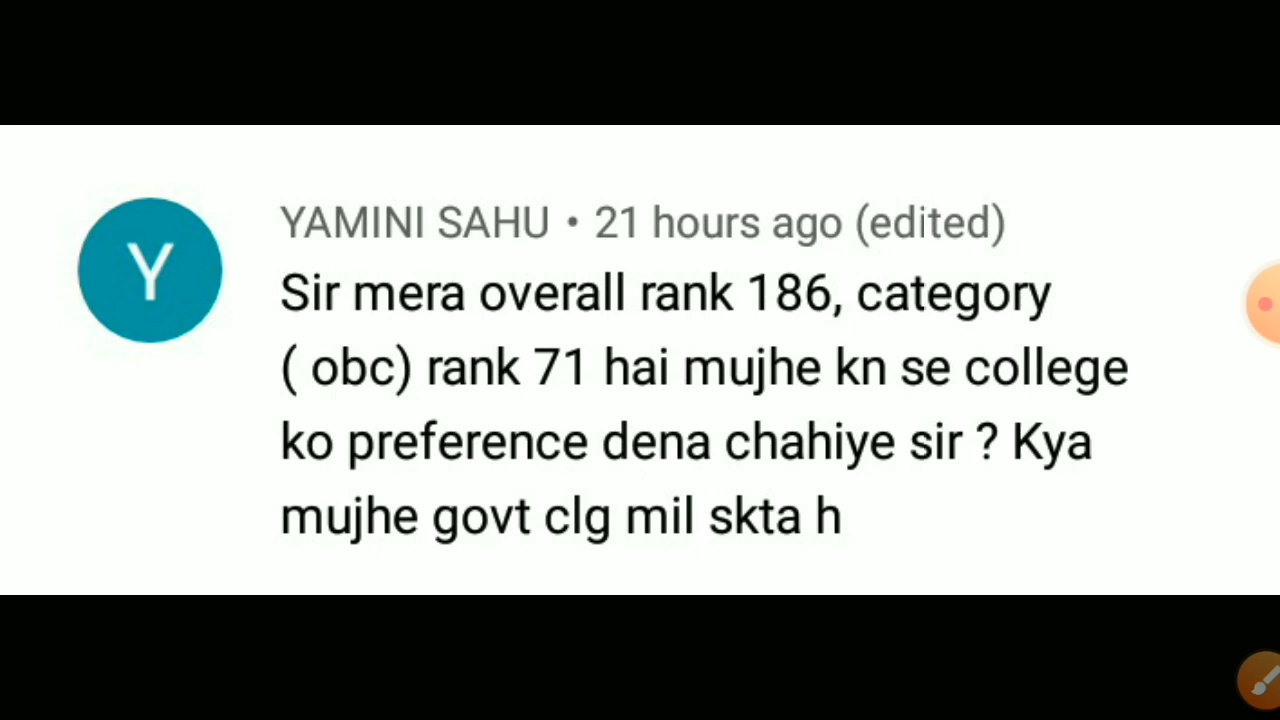 Y
YAMINI SAHU • 21 hours ago (edited)
Sir mera overall rank 186, category
( obc) rank 71 hai mujhe kn se college
ko preference dena chahiye sir ? Kya
mujhe govt clg mil skta h